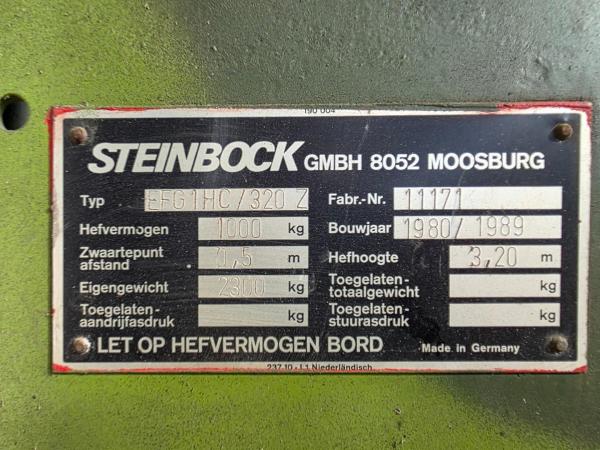 190 004
STEINBOCK GMBH 8052 MOOSBURG
Typ EFG1HC/320 Z Fabr.-Nr. 11171
Hefvermogen 1000 kg Bouwjaar 1980/1989
Zwaartepunt afstand 0,5 m Hefhoogte 3,20 m
Eigengewicht 2300 kg Toegelaten-totaalgewicht kg
Toegelaten-aandrijfasdruk kg Toegelaten-stuurasdruk kg
LET OP HEFVERMOGEN BORD Made in Germany
237.10 - L1 Niederländisch